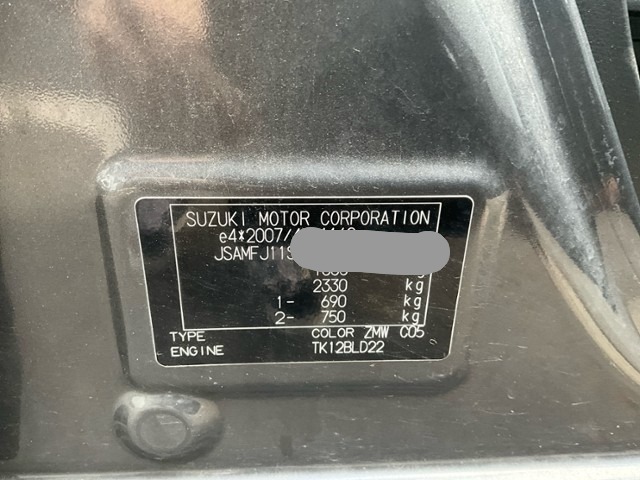 SUZUKI MOTOR CORPORATION
e4*2007/
JSAMFJ11S
kg
2330 kg
1- 690 kg
2- 750 kg
TYPE COLOR ZMW C05
ENGINE TK12BLD22